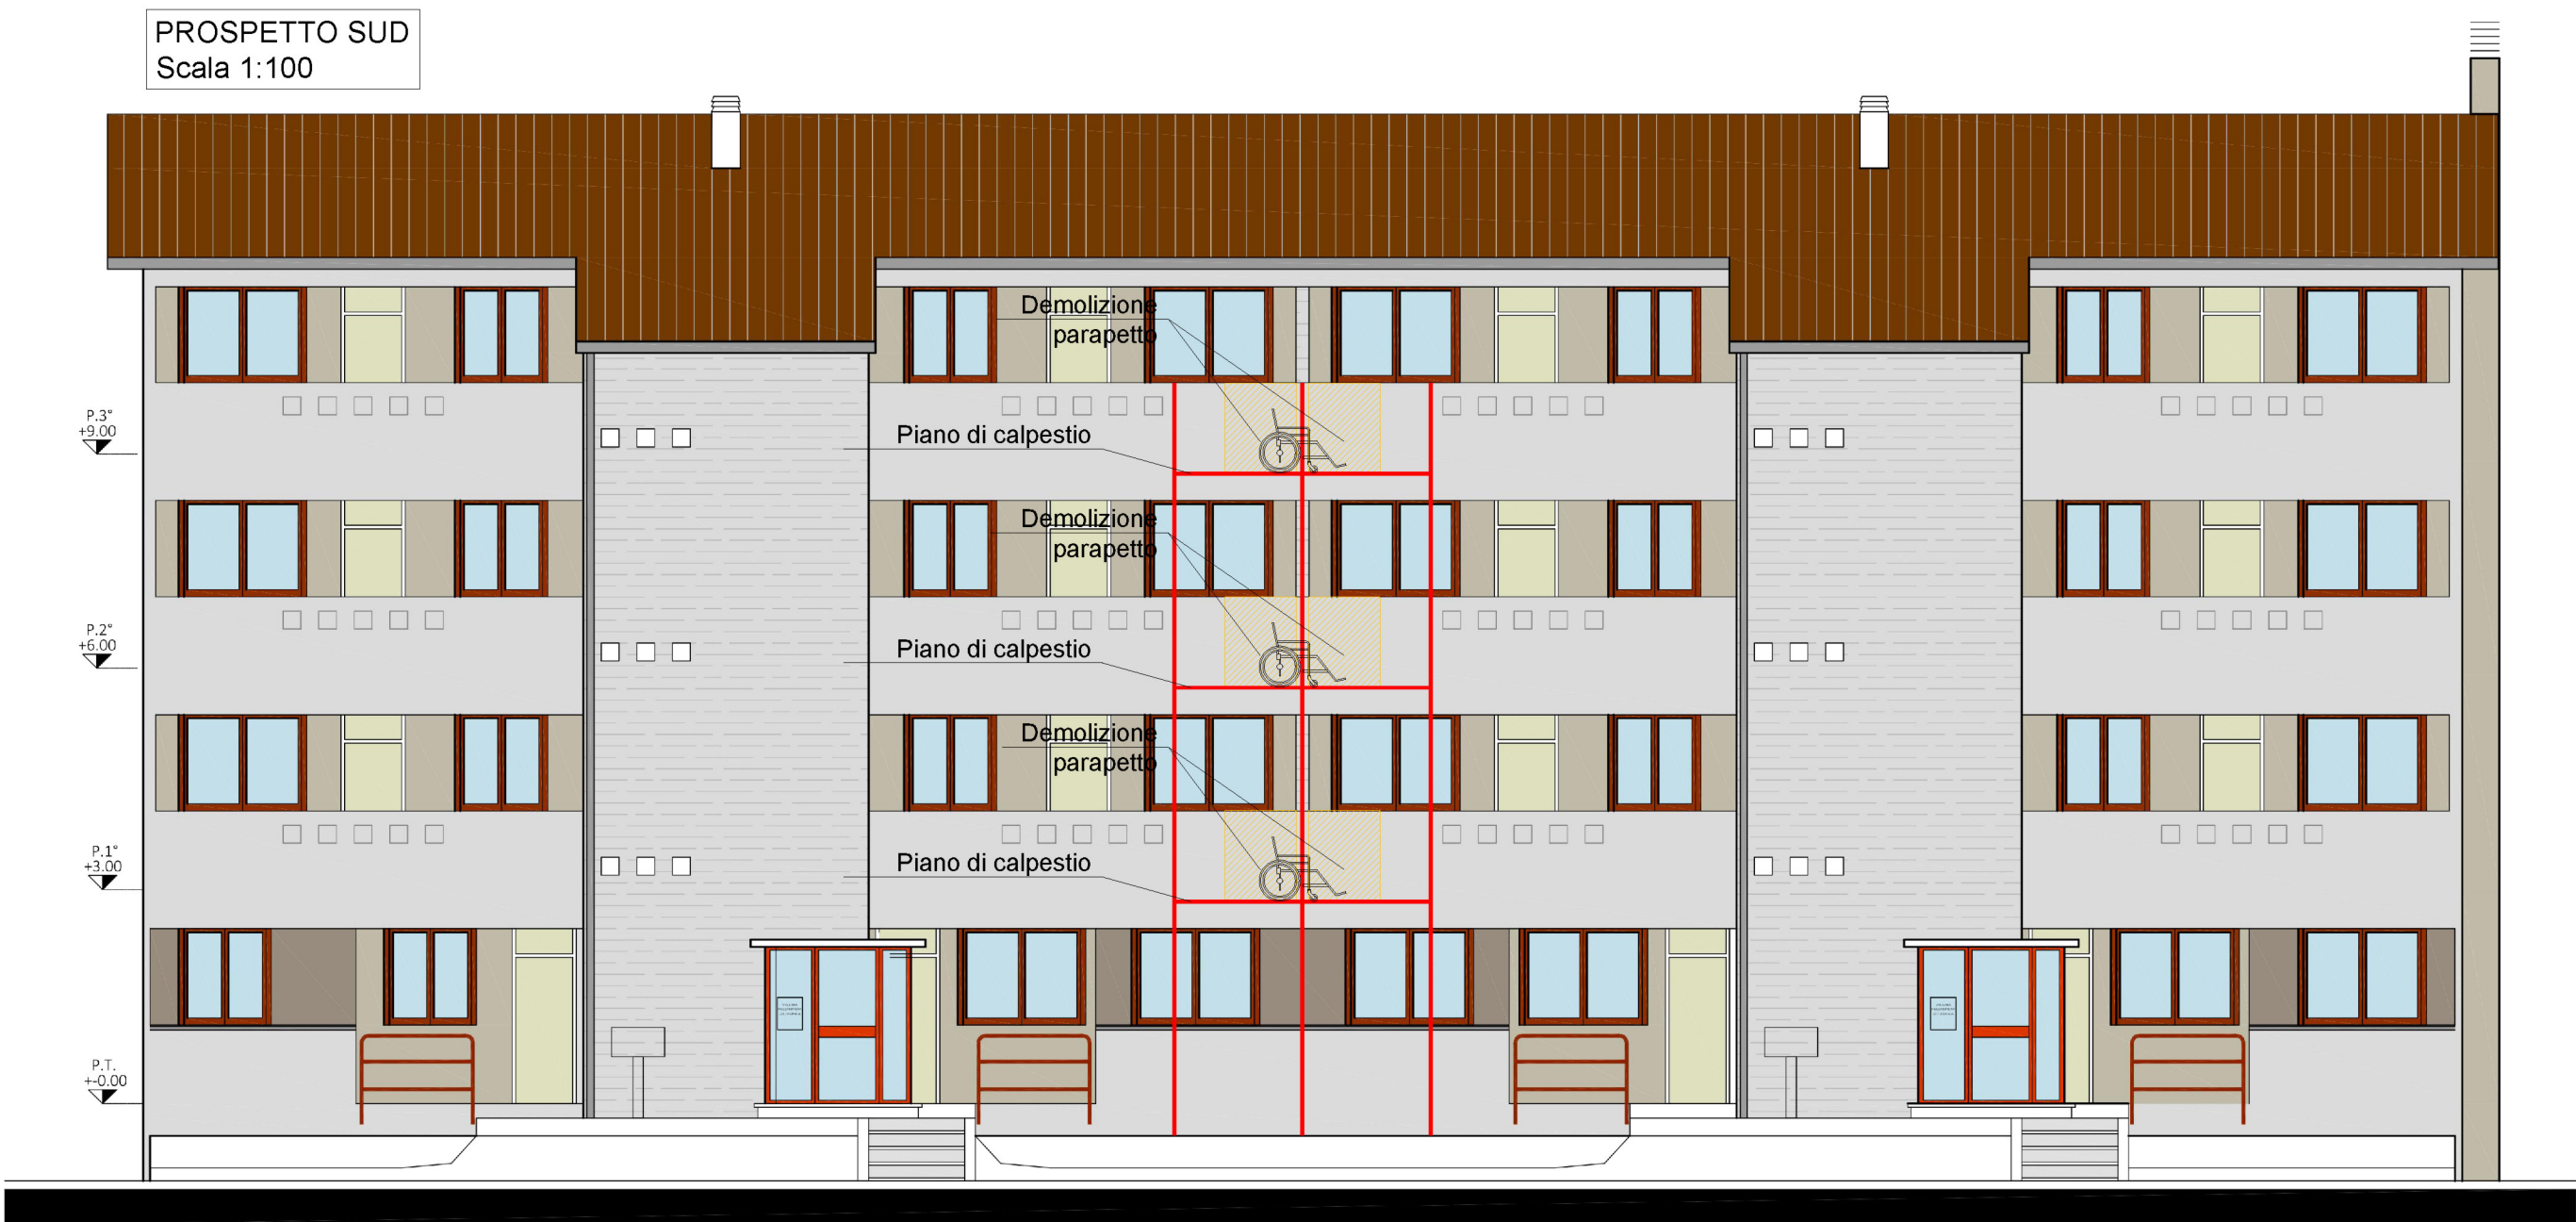 PROSPETTO SUD
Scala 1:100
Demolizione
parapetto
P.3°
+9.00
Piano di calpestio
Demolizione
parapetto
P.2°
+6.00
Piano di calpestio
Demolizione
parapetto
P.1°
+3.00
Piano di calpestio
P.T.
+-0.00